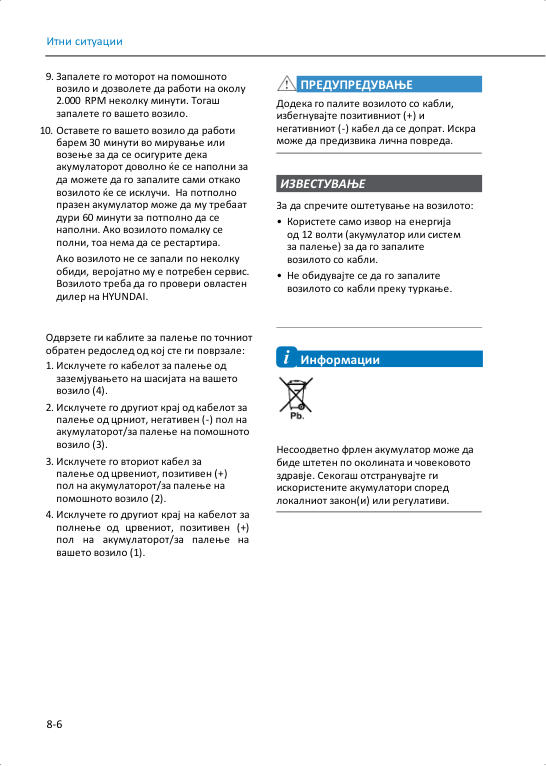 Итни ситуации
9. Запалете го моторот на помошното
возило и дозволете да работи на околу
2.000 RPM неколку минути. Тогаш
запалете го вашето возило.
10. Оставете го вашето возило да работи
барем 30 минути во мирување или
возење за да се осигурите дека
акумулаторот доволно ќе се наполни за
да можете да го запалите сами откако
возилото ќе се исклучи. На потполно
празен акумулатор може да му требаат
дури 60 минути за потполно да се
наполни. Ако возилото помалку се
полни, тоа нема да се рестартира.
Ако возилото не се запали по неколку
обиди, веројатно му е потребен сервис.
Возилото треба да го провери овластен
дилер на HYUNDAI.
Одврзете ги каблите за палење по точниот
обратен редослед од кој сте ги поврзале:
1. Исклучете го кабелот за палење од
заземјувањето на шасијата на вашето
возило (4).
2. Исклучете го другиот крај од кабелот за
палење од црниот, негативен (-) пол на
акумулаторот/за палење на помошното
возило (3).
3. Исклучете го вториот кабел за
палење од црвениот, позитивен (+)
пол на акумулаторот/за палење на
помошното возило (2).
4. Исклучете го другиот крај на кабелот за
полнење од црвениот, позитивен (+)
пол на акумулаторот/за палење на
вашето возило (1).
ПРЕДУПРЕДУВАЊЕ
Додека го палите возилото со кабли,
избегнувајте позитивниот (+) и
негативниот (-) кабел да се допрат. Искра
може да предизвика лична повреда.
ИЗВЕСТУВАЊЕ
За да спречите оштетување на возилото:
• Користете само извор на енергија
од 12 волти (акумулатор или систем
за палење) за да го запалите
возилото со кабли.
• Не обидувајте се да го запалите
возилото со кабли преку туркање.
i Информации
Pb.
Несоодветно фрлен акумулатор може да
биде штетен по околината и човековото
здравје. Секогаш отстранувајте ги
искористените акумулатори според
локалниот закон(и) или регулативи.
8-6